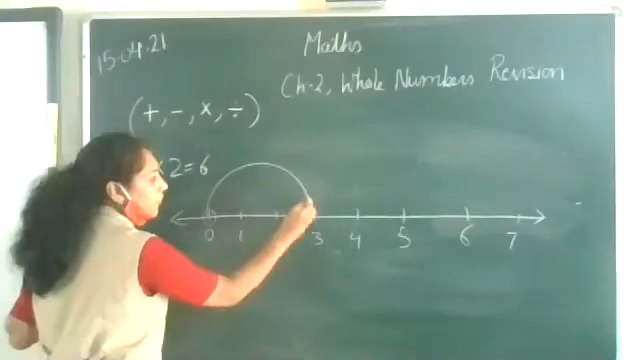 15.04.21
Maths
Ch-2, Whole Numbers Revision
(+, -, ×, ÷)
2=6
0 1 3 4 5 6 7